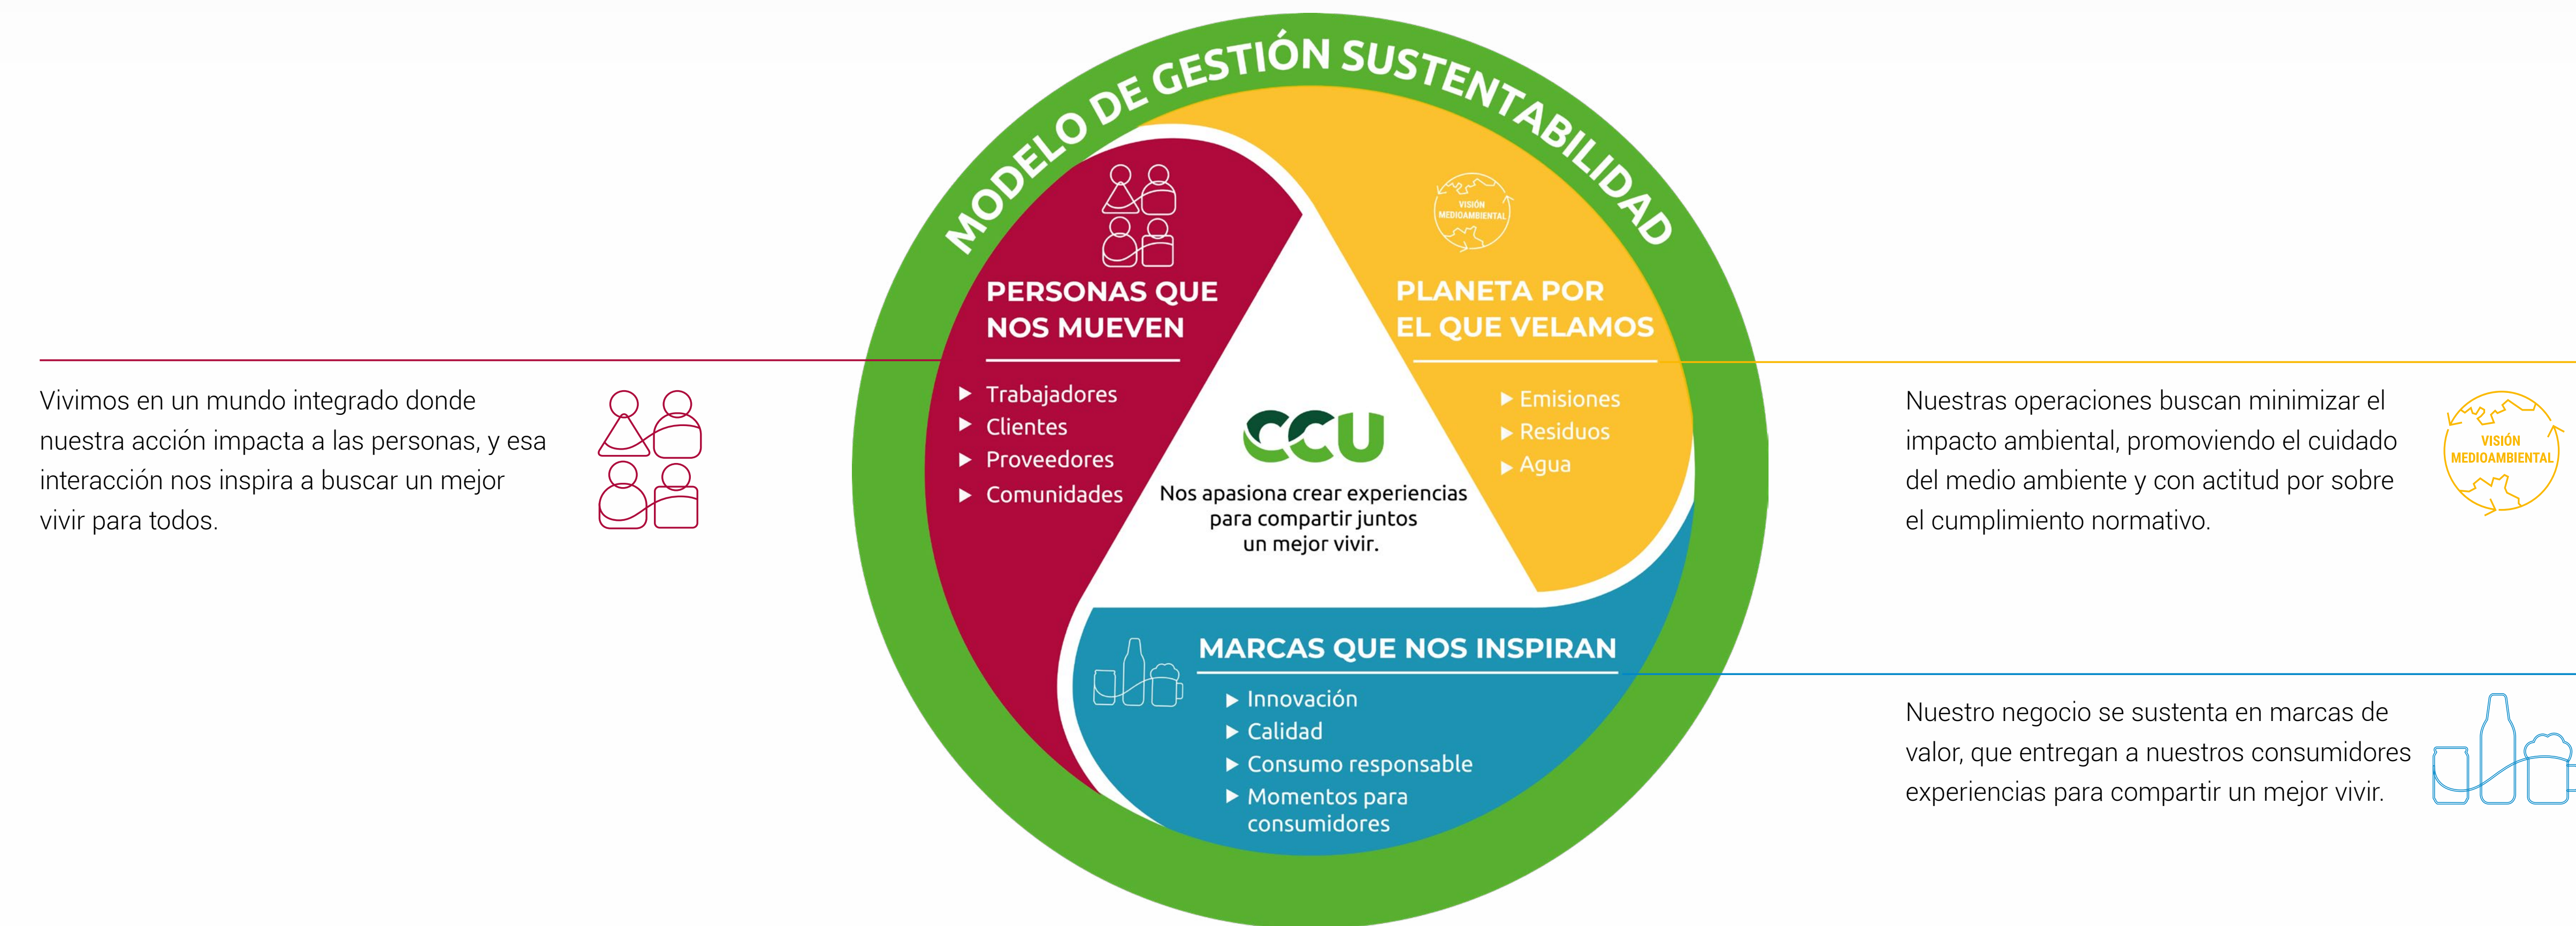 MODELO DE GESTIÓN SUSTENTABILIDAD
PERSONAS QUE
NOS MUEVEN
Trabajadores
Clientes
Proveedores
Comunidades
VISIÓN
MEDIOAMBIENTAL
PLANETA POR
EL QUE VELAMOS
Emisiones
Residuos
Agua
CCU
Nos apasiona crear experiencias
para compartir juntos
un mejor vivir.
MARCAS QUE NOS INSPIRAN
Innovación
Calidad
Consumo responsable
Momentos para
consumidores
Vivimos en un mundo integrado donde
nuestra acción impacta a las personas, y esa
interacción nos inspira a buscar un mejor
vivir para todos.
Nuestras operaciones buscan minimizar el
impacto ambiental, promoviendo el cuidado
del medio ambiente y con actitud por sobre
el cumplimiento normativo.
VISIÓN
MEDIOAMBIENTAL
Nuestro negocio se sustenta en marcas de
valor, que entregan a nuestros consumidores
experiencias para compartir un mejor vivir.